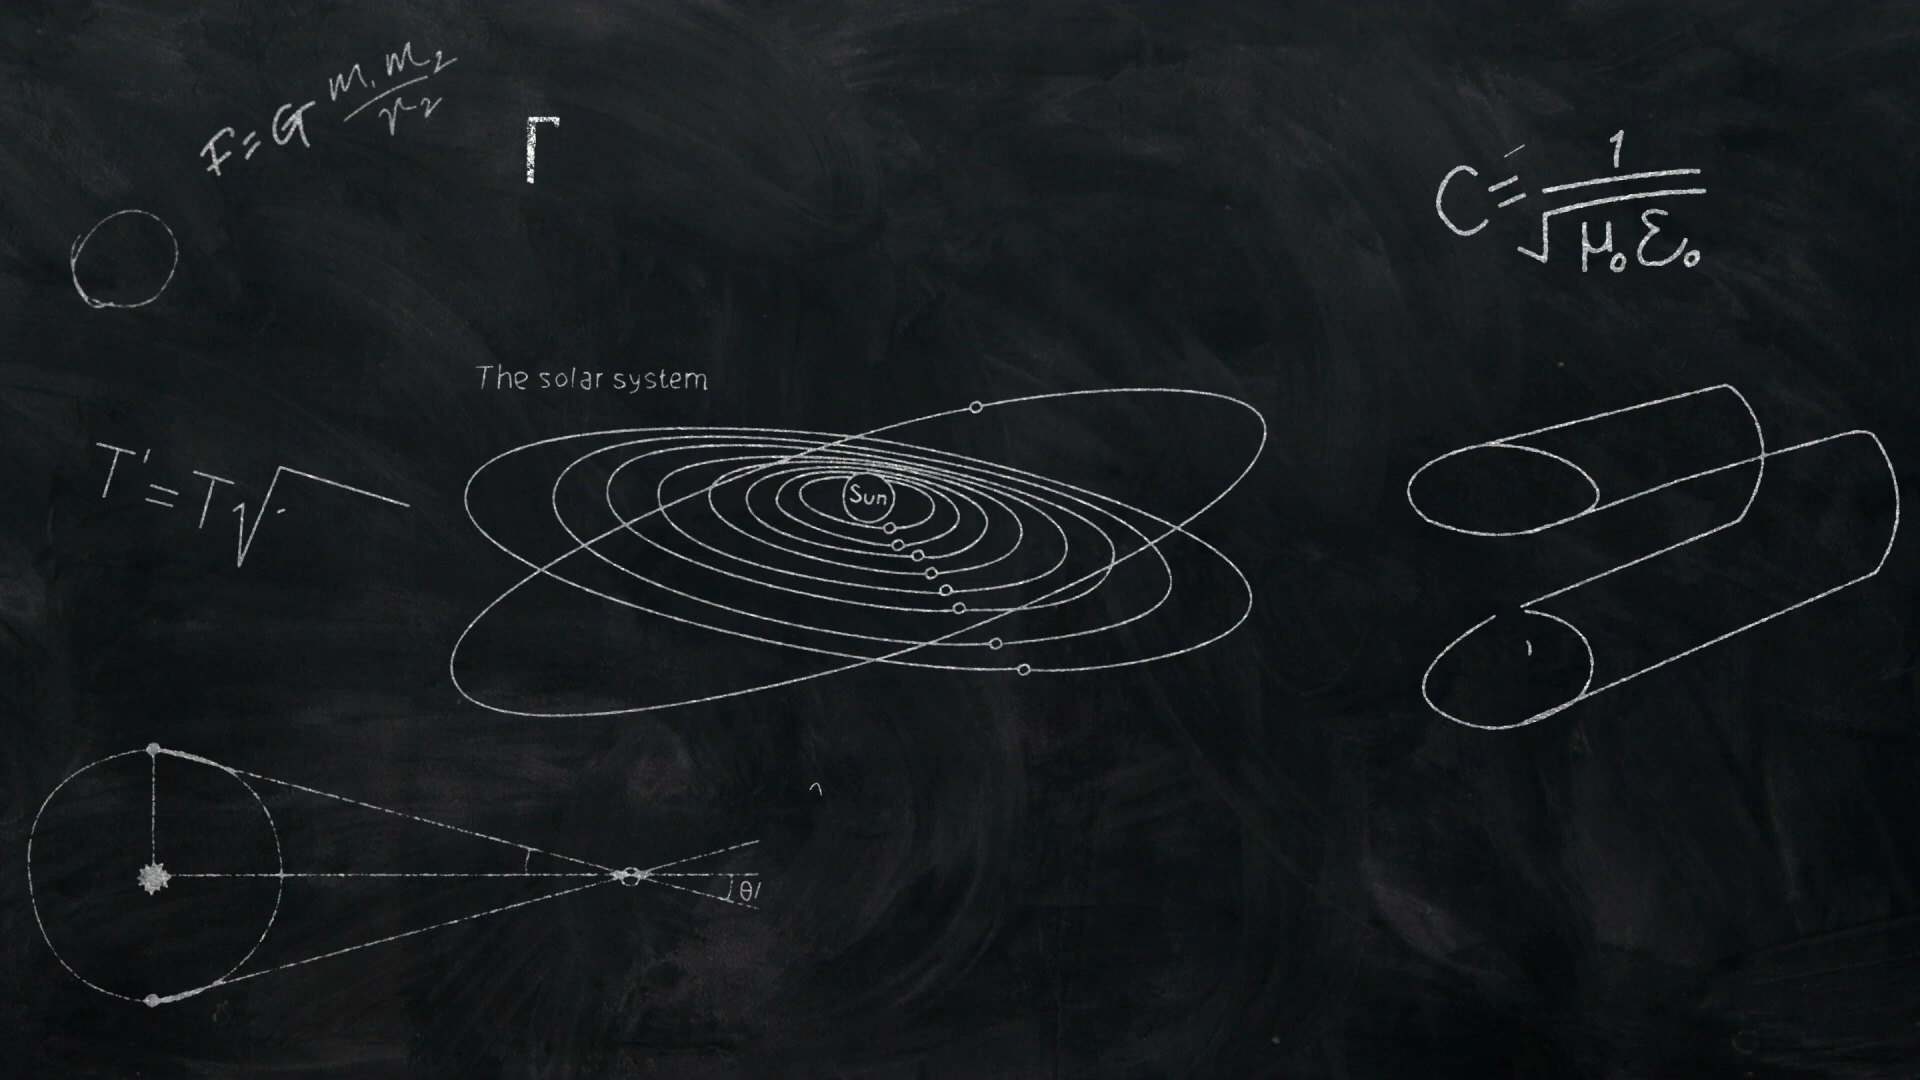 F=G m₁m₂/r₂
Γ
C=1/√μ₀ε₀
The solar system
T'=T√
Sun
θ